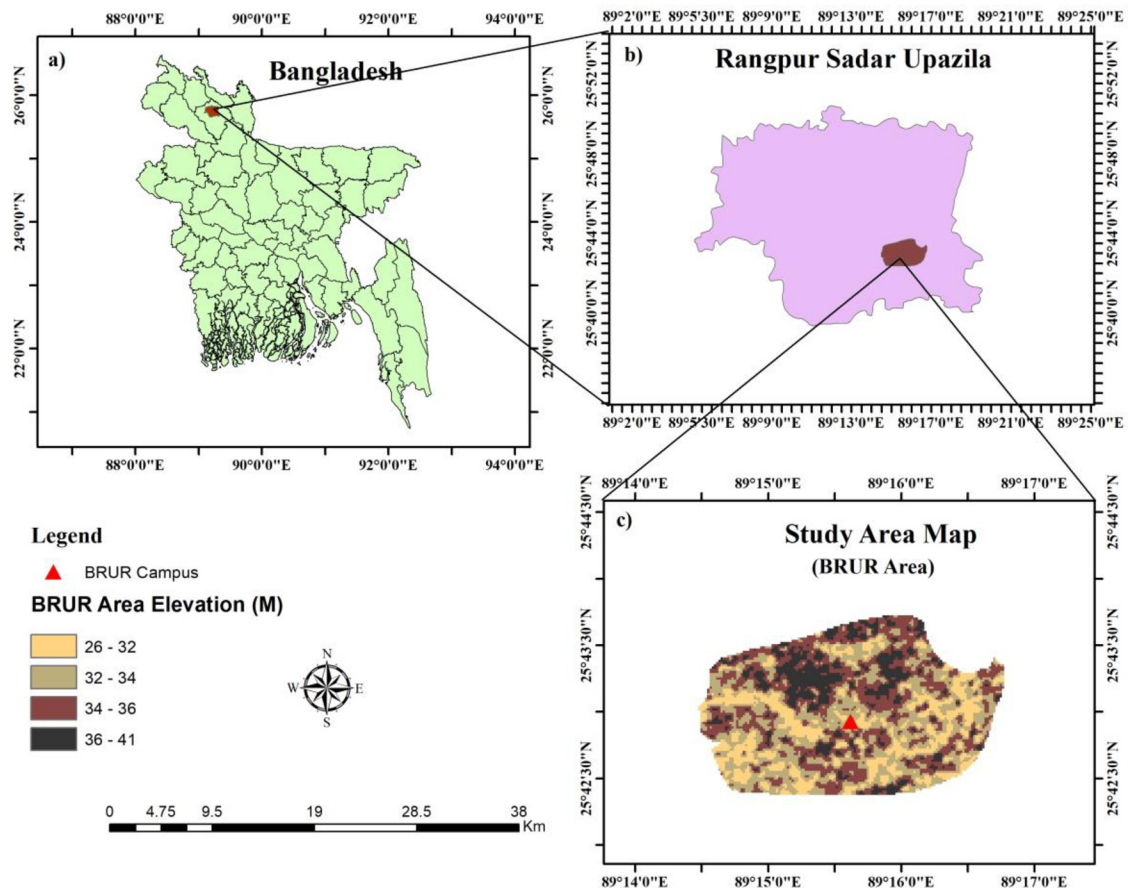 88°0'0"E 90°0'0"E 92°0'0"E 94°0'0"E
a)
Bangladesh
26°0'0"N
24°0'0"N
22°0'0"N
26°0'0"N
24°0'0"N
22°0'0"N
88°0'0"E 90°0'0"E 92°0'0"E 94°0'0"E
89°2'0"E 89°5'30"E 89°9'0"E 89°13'0"E 89°17'0"E 89°21'0"E 89°25'0"E
b)
Rangpur Sadar Upazila
25°52'0"N
25°48'0"N
25°44'0"N
25°40'0"N
25°52'0"N
25°48'0"N
25°44'0"N
25°40'0"N
89°2'0"E 89°5'30"E 89°9'0"E 89°13'0"E 89°17'0"E 89°21'0"E 89°25'0"E
89°14'0"E 89°15'0"E 89°16'0"E 89°17'0"E
c)
Study Area Map
(BRUR Area)
25°44'30"N
25°43'30"N
25°42'30"N
25°44'30"N
25°43'30"N
25°42'30"N
89°14'0"E 89°15'0"E 89°16'0"E 89°17'0"E
Legend
BRUR Campus
BRUR Area Elevation (M)
26 - 32
32 - 34
34 - 36
36 - 41
N
W E
S
0 4.75 9.5 19 28.5 38
Km